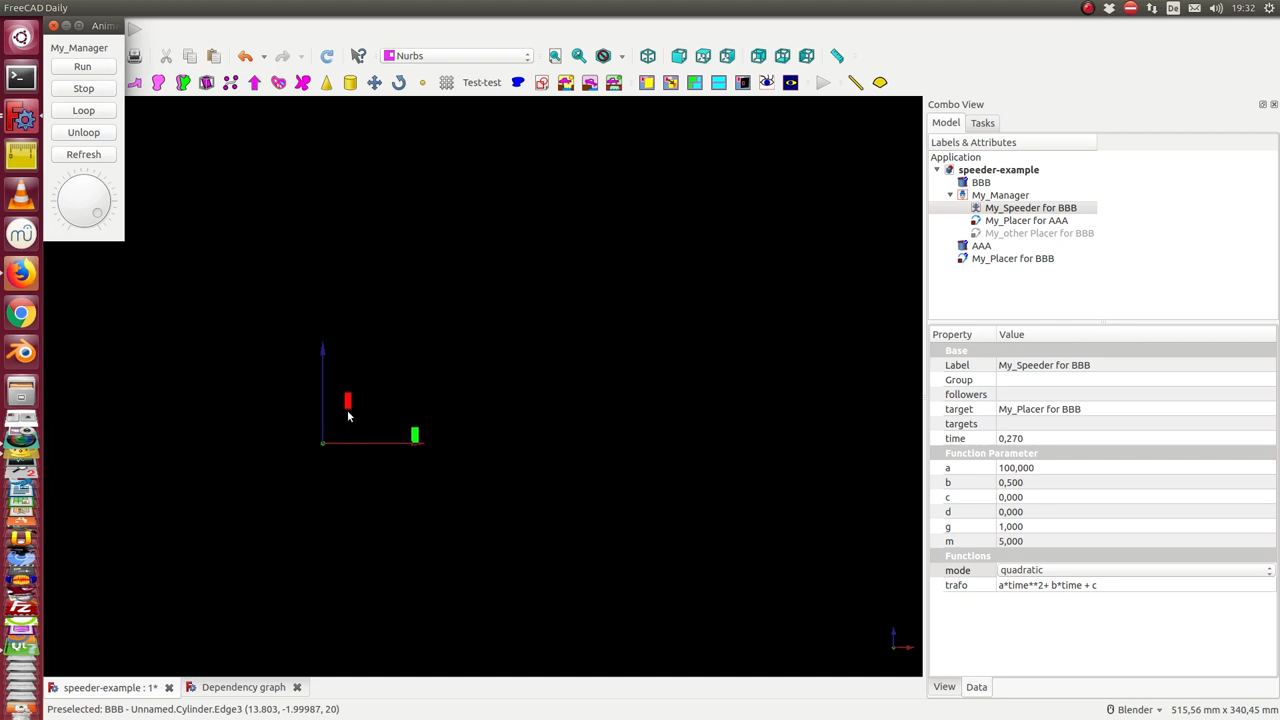 FreeCAD Daily
De
19:32
Anim
My_Manager
Run
Stop
Loop
Unloop
Refresh
Nurbs
Test-test
Combo View
Model
Tasks
Labels & Attributes
Application
speeder-example
BBB
My_Manager
My_Speeder for BBB
My_Placer for AAA
My_other Placer for BBB
AAA
My_Placer for BBB
Property Value
Base
Label My_Speeder for BBB
Group
followers
target My_Placer for BBB
targets
time 0,270
Function Parameter
a 100,000
b 0,500
c 0,000
d 0,000
g 1,000
m 5,000
Functions
mode quadratic
trafo a*time**2+ b*time + c
View
Data
speeder-example : 1*
Dependency graph
Preselected: BBB - Unnamed.Cylinder.Edge3 (13.803, -1.99987, 20)
Blender
515,56 mm x 340,45 mm